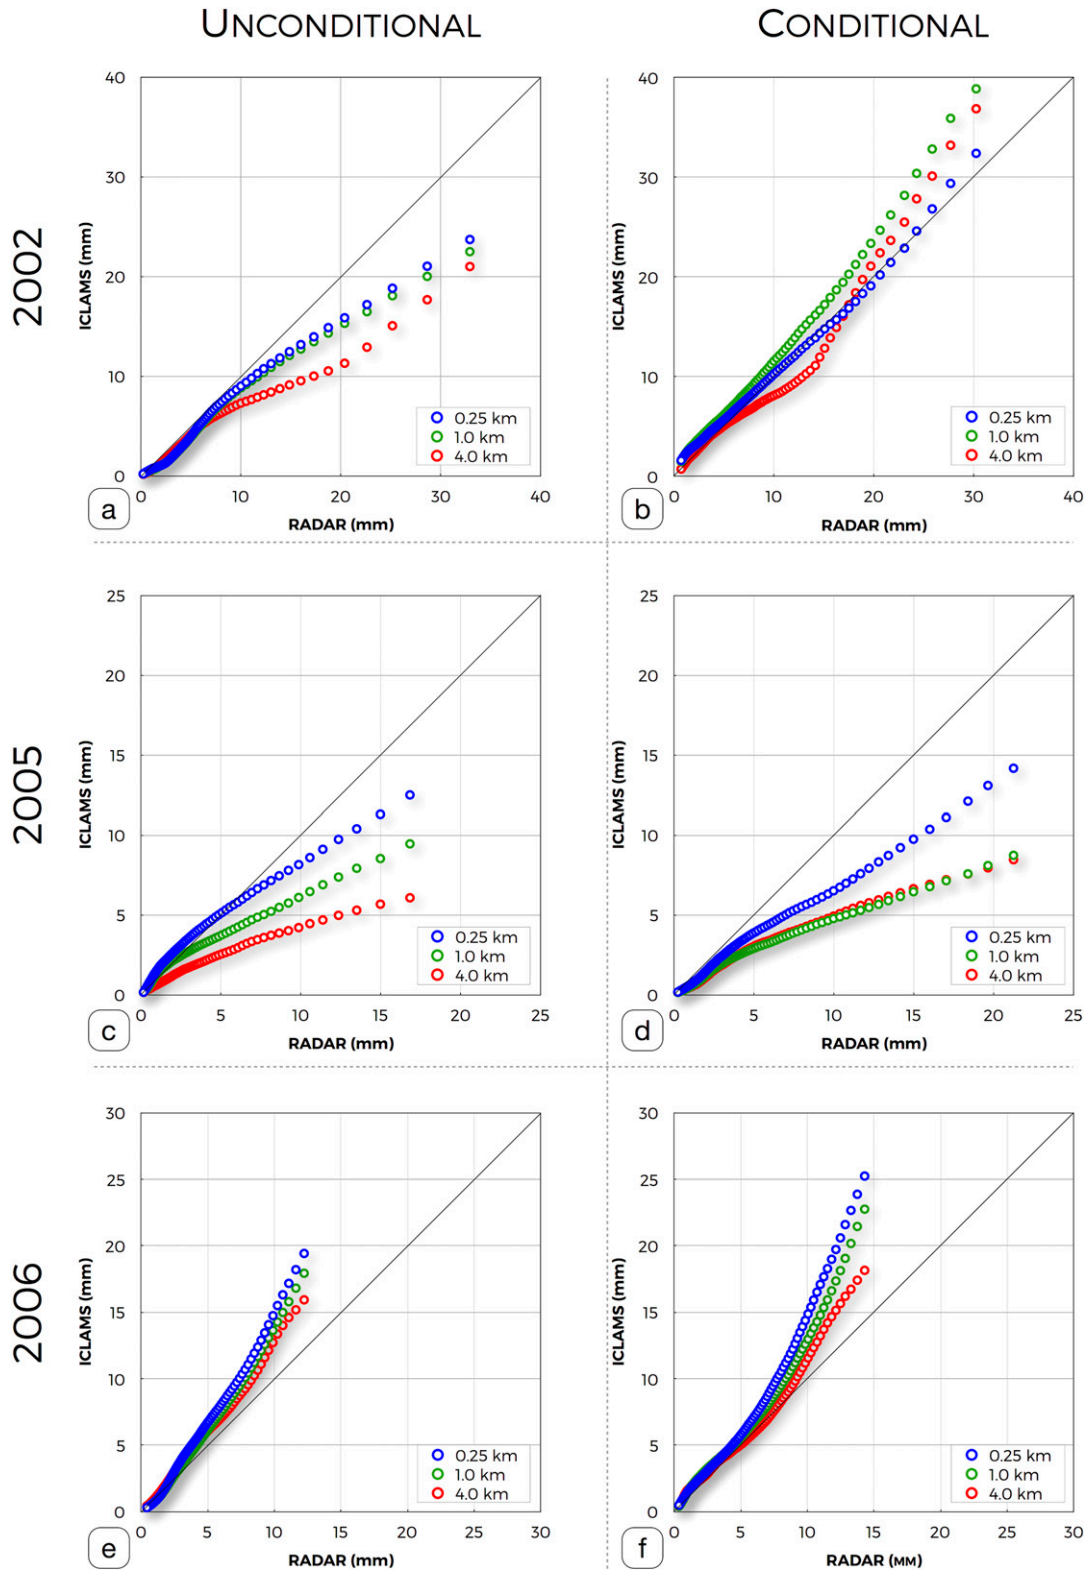 UNCONDITIONAL
CONDITIONAL
2002
ICLAMS (mm)
40
30
20
10
0
0 10 20 30 40
RADAR (mm)
0.25 km
1.0 km
4.0 km
a
ICLAMS (mm)
40
30
20
10
0
0 10 20 30 40
RADAR (mm)
0.25 km
1.0 km
4.0 km
b
2005
ICLAMS (mm)
25
20
15
10
5
0
0 5 10 15 20 25
RADAR (mm)
0.25 km
1.0 km
4.0 km
c
ICLAMS (mm)
25
20
15
10
5
0
0 5 10 15 20 25
RADAR (mm)
0.25 km
1.0 km
4.0 km
d
2006
ICLAMS (mm)
30
25
20
15
10
5
0
0 5 10 15 20 25 30
RADAR (mm)
0.25 km
1.0 km
4.0 km
e
ICLAMS (mm)
30
25
20
15
10
5
0
0 5 10 15 20 25 30
RADAR (MM)
0.25 km
1.0 km
4.0 km
f